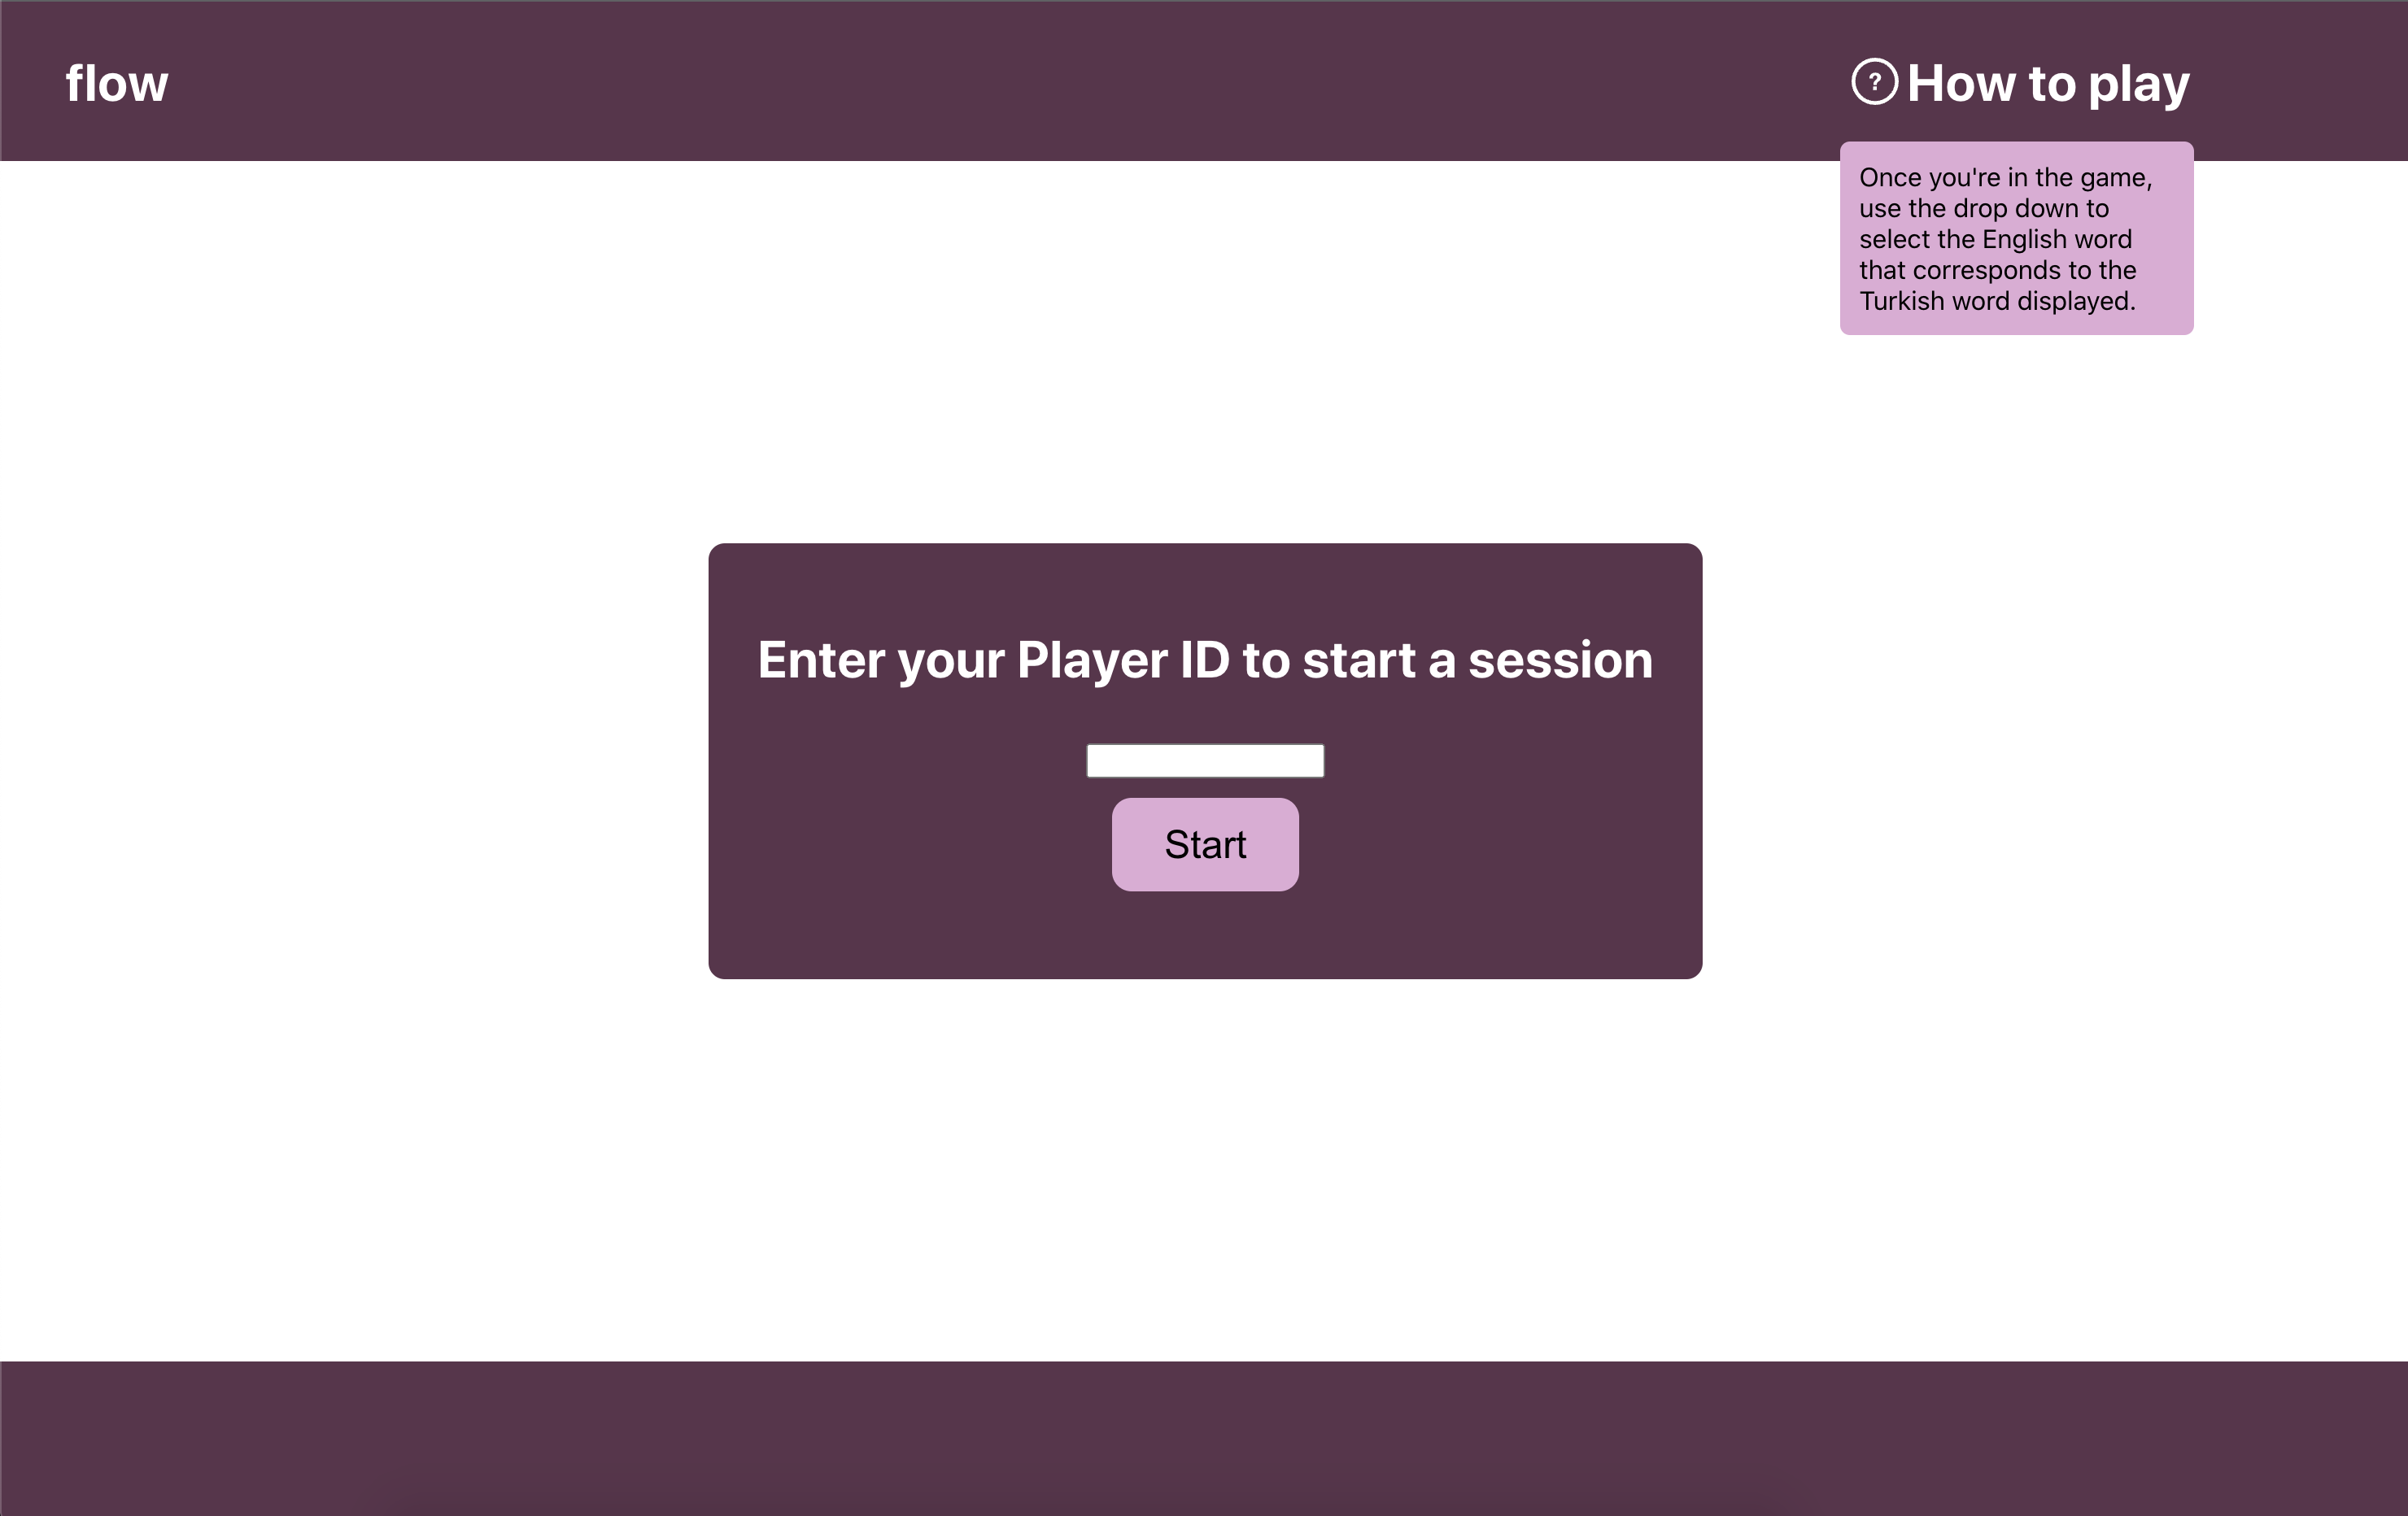 flow
? How to play
Once you're in the game,
use the drop down to
select the English word
that corresponds to the
Turkish word displayed.
Enter your Player ID to start a session
Start